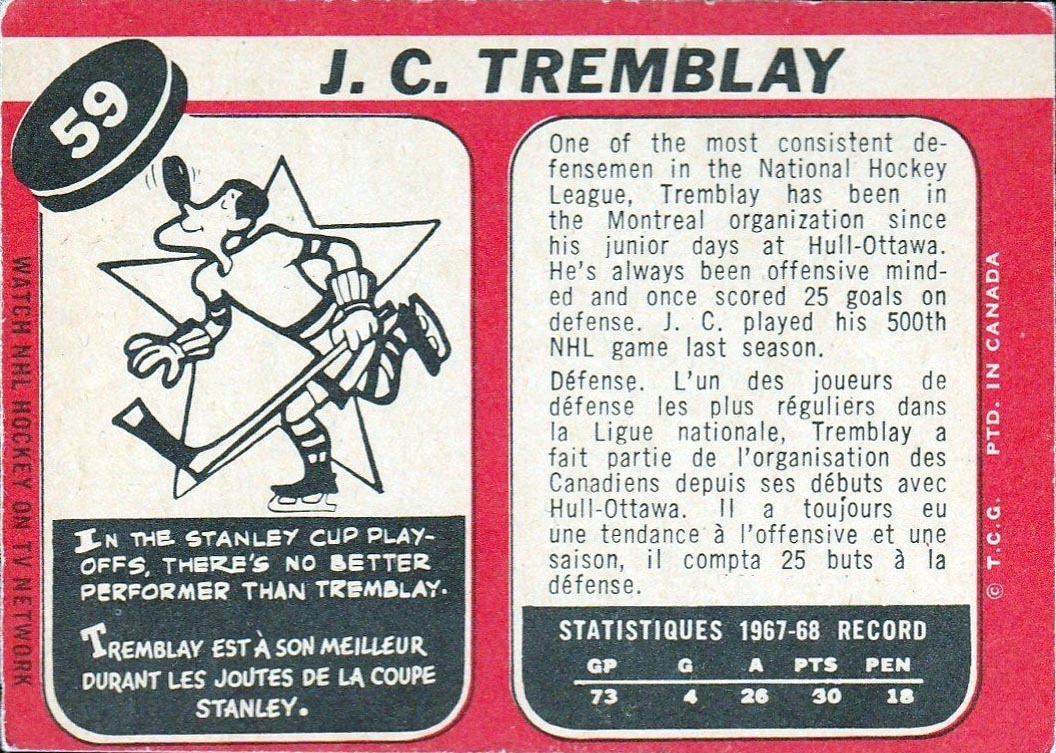 J. C. TREMBLAY
59
WATCH NHL HOCKEY ON TV NETWORK
IN THE STANLEY CUP PLAY-
OFFS, THERE'S NO BETTER
PERFORMER THAN TREMBLAY.
TREMBLAY EST À SON MEILLEUR
DURANT LES JOUTES DE LA COUPE
STANLEY.
One of the most consistent de-
fensemen in the National Hockey
League, Tremblay has been in
the Montreal organization since
his junior days at Hull-Ottawa.
He's always been offensive mind-
ed and once scored 25 goals on
defense. J. C. played his 500th
NHL game last season.
Défense. L'un des joueurs de
défense les plus réguliers dans
la Ligue nationale, Tremblay a
fait partie de l'organisation des
Canadiens depuis ses débuts avec
Hull-Ottawa. Il a toujours eu
une tendance à l'offensive et une
saison, il compta 25 buts à la
défense.
STATISTIQUES 1967-68 RECORD
GP G A PTS PEN
73 4 26 30 18
© T.C.G. PTD. IN CANADA